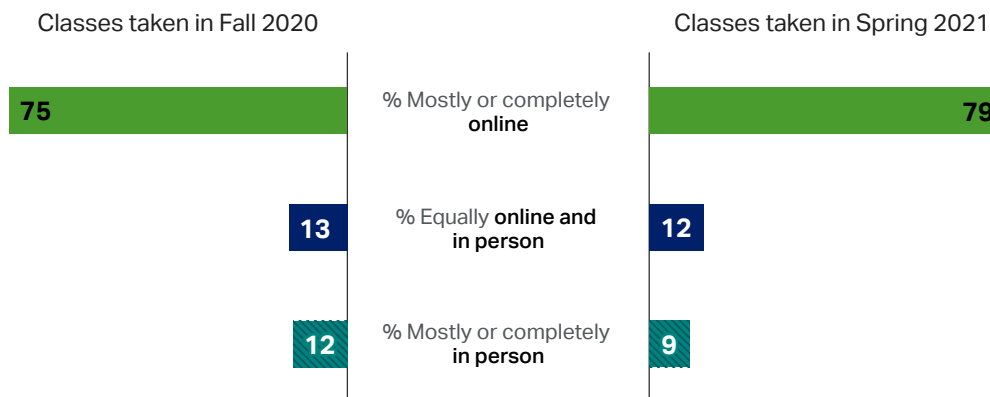 Classes taken in Fall 2020
Classes taken in Spring 2021
75
% Mostly or completely
online
79
13
% Equally online and
in person
12
12
% Mostly or completely
in person
9